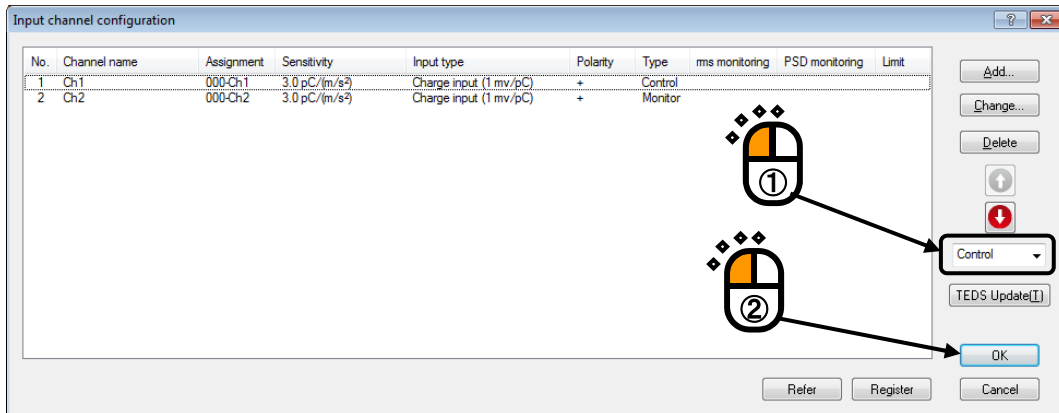 Input channel configuration
No. Channel name Assignment Sensitivity Input type Polarity Type rms monitoring PSD monitoring Limit
1 Ch1 000-Ch1 3.0 pC/(m/s²) Charge input (1 mv/pC) + Control
2 Ch2 000-Ch2 3.0 pC/(m/s²) Charge input (1 mv/pC) + Monitor
Add...
Change...
Delete
①
Control
TEDS Update(T)
②
OK
Refer Register Cancel